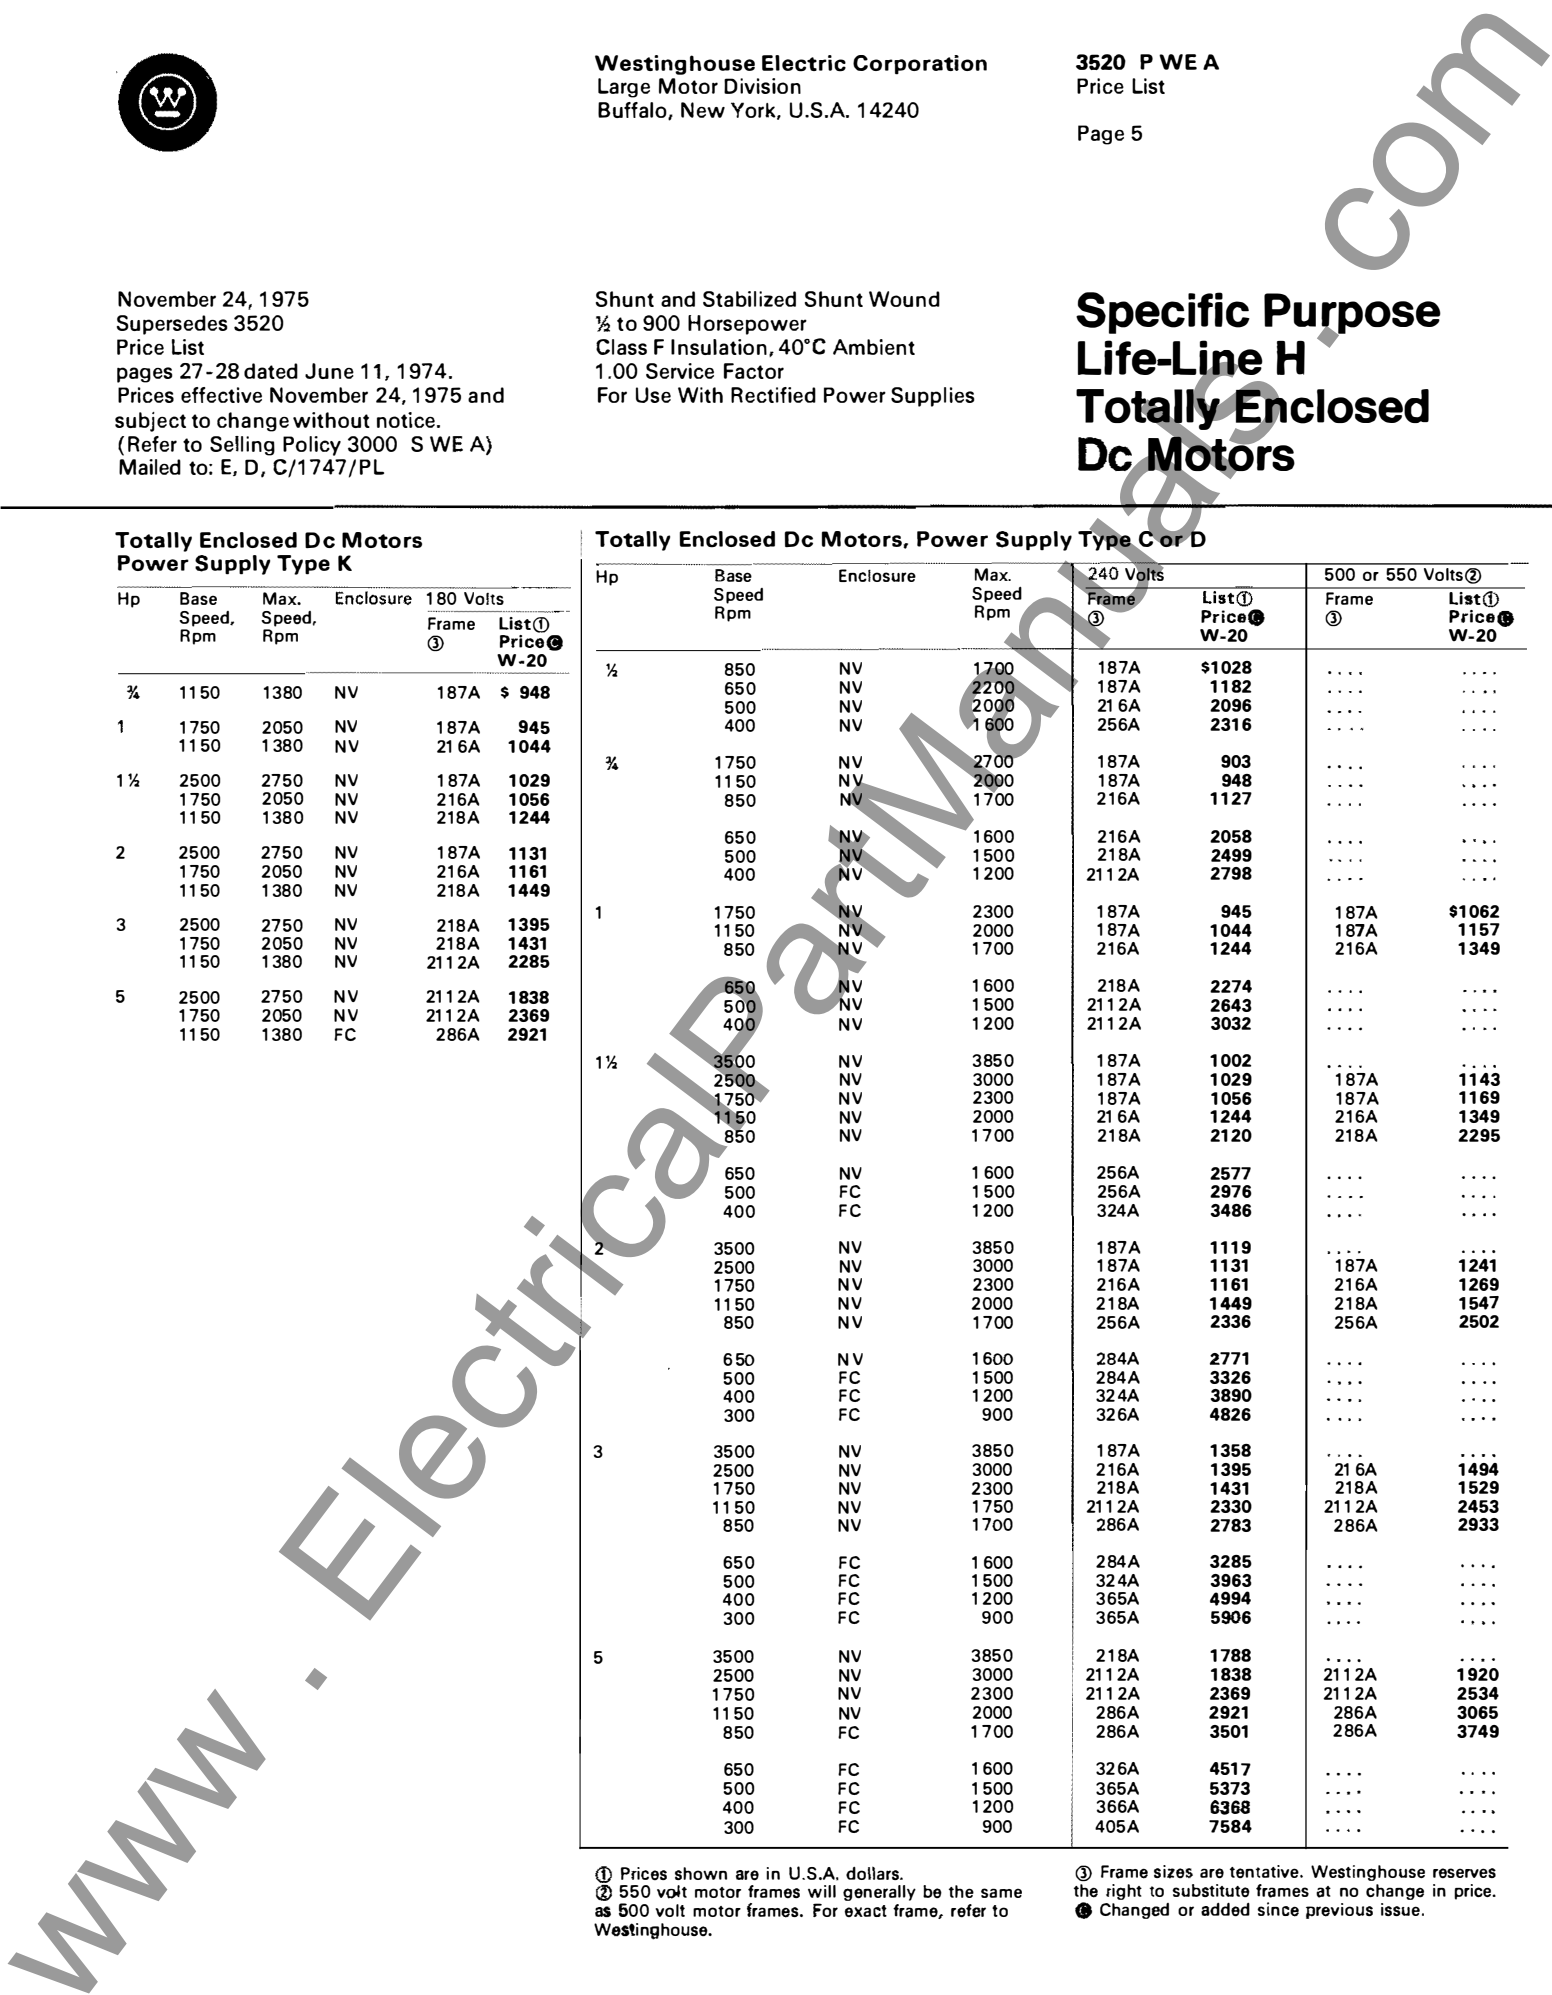 Westinghouse Electric Corporation
Large Motor Division
Buffalo, New York, U.S.A. 14240
3520 P WE A
Price List
Page 5
November 24, 1975
Supersedes 3520
Price List
pages 27-28 dated June 11, 1974.
Prices effective November 24, 1975 and
subject to change without notice.
(Refer to Selling Policy 3000 S WE A)
Mailed to: E, D, C/1747/PL
Shunt and Stabilized Shunt Wound
½ to 900 Horsepower
Class F Insulation, 40°C Ambient
1.00 Service Factor
For Use With Rectified Power Supplies
Specific Purpose
Life-Line H
Totally Enclosed
Dc Motors
Totally Enclosed Dc Motors
Power Supply Type K
Hp Base Speed, Rpm Max. Speed, Rpm Enclosure 180 Volts
Frame ③ List① Price Ⓒ W-20
¾ 1150 1380 NV 187A $ 948
1 1750 2050 NV 187A 945
1150 1380 NV 216A 1044
1½ 2500 2750 NV 187A 1029
1750 2050 NV 216A 1056
1150 1380 NV 218A 1244
2 2500 2750 NV 187A 1131
1750 2050 NV 216A 1161
1150 1380 NV 218A 1449
3 2500 2750 NV 218A 1395
1750 2050 NV 218A 1431
1150 1380 NV 2112A 2285
5 2500 2750 NV 2112A 1838
1750 2050 NV 2112A 2369
1150 1380 FC 286A 2921
Totally Enclosed Dc Motors, Power Supply Type C or D
Hp Base Speed Rpm Enclosure Max. Speed Rpm 240 Volts 500 or 550 Volts②
Frame ③ List① Price Ⓒ W-20 Frame ③ List① Price Ⓒ W-20
½ 850 NV 1700 187A $1028 .... ....
650 NV 2200 187A 1182 .... ....
500 NV 2000 216A 2096 .... ....
400 NV 1600 256A 2316 .... ....
¾ 1750 NV 2700 187A 903 .... ....
1150 NV 2000 187A 948 .... ....
850 NV 1700 216A 1127 .... ....
650 NV 1600 216A 2058 .... ....
500 NV 1500 218A 2499 .... ....
400 NV 1200 2112A 2798 .... ....
1 1750 NV 2300 187A 945 187A $1062
1150 NV 2000 187A 1044 187A 1157
850 NV 1700 216A 1244 216A 1349
650 NV 1600 218A 2274 .... ....
500 NV 1500 2112A 2643 .... ....
400 NV 1200 2112A 3032 .... ....
1½ 3500 NV 3850 187A 1002 .... ....
2500 NV 3000 187A 1029 187A 1143
1750 NV 2300 187A 1056 187A 1169
1150 NV 2000 216A 1244 216A 1349
850 NV 1700 218A 2120 218A 2295
650 NV 1600 256A 2577 .... ....
500 FC 1500 256A 2976 .... ....
400 FC 1200 324A 3486 .... ....
2 3500 NV 3850 187A 1119 .... ....
2500 NV 3000 187A 1131 187A 1241
1750 NV 2300 216A 1161 216A 1269
1150 NV 2000 218A 1449 218A 1547
850 NV 1700 256A 2336 256A 2502
650 NV 1600 284A 2771 .... ....
500 FC 1500 284A 3326 .... ....
400 FC 1200 324A 3890 .... ....
300 FC 900 326A 4826 .... ....
3 3500 NV 3850 187A 1358 .... ....
2500 NV 3000 216A 1395 216A 1494
1750 NV 2300 218A 1431 218A 1529
1150 NV 1750 2112A 2330 2112A 2453
850 NV 1700 286A 2783 286A 2933
650 FC 1600 284A 3285 .... ....
500 FC 1500 324A 3963 .... ....
400 FC 1200 365A 4994 .... ....
300 FC 900 365A 5906 .... ....
5 3500 NV 3850 218A 1788 .... ....
2500 NV 3000 2112A 1838 2112A 1920
1750 NV 2300 2112A 2369 2112A 2534
1150 NV 2000 286A 2921 286A 3065
850 FC 1700 286A 3501 286A 3749
650 FC 1600 326A 4517 .... ....
500 FC 1500 365A 5373 .... ....
400 FC 1200 366A 6368 .... ....
300 FC 900 405A 7584 .... ....
① Prices shown are in U.S.A. dollars.
② 550 volt motor frames will generally be the same
as 500 volt motor frames. For exact frame, refer to
Westinghouse.
③ Frame sizes are tentative. Westinghouse reserves
the right to substitute frames at no change in price.
Ⓒ Changed or added since previous issue.
www . ElectricalPartManuals . com